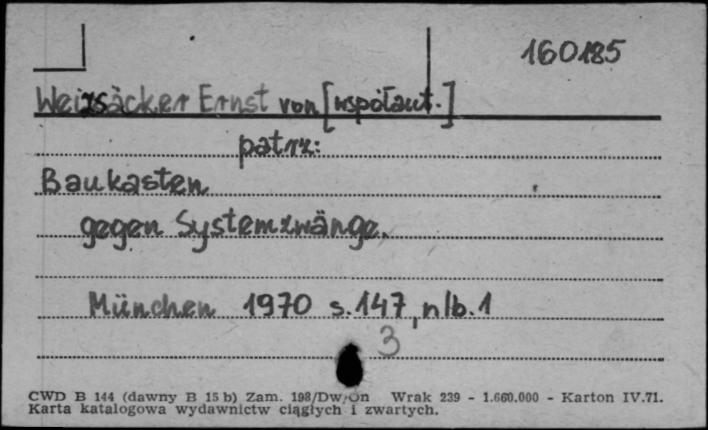 160185
Weizsäcker Ernst von [współaut.]
patrz:
Baukasten
gegen Systemzwänge.
München 1970 s. 147, nlb. 1
3
CWD B 144 (dawny B 15 b) Zam. 198/Dw/On Wrak 239 - 1.660.000 - Karton IV.71.
Karta katalogowa wydawnictw ciągłych i zwartych.